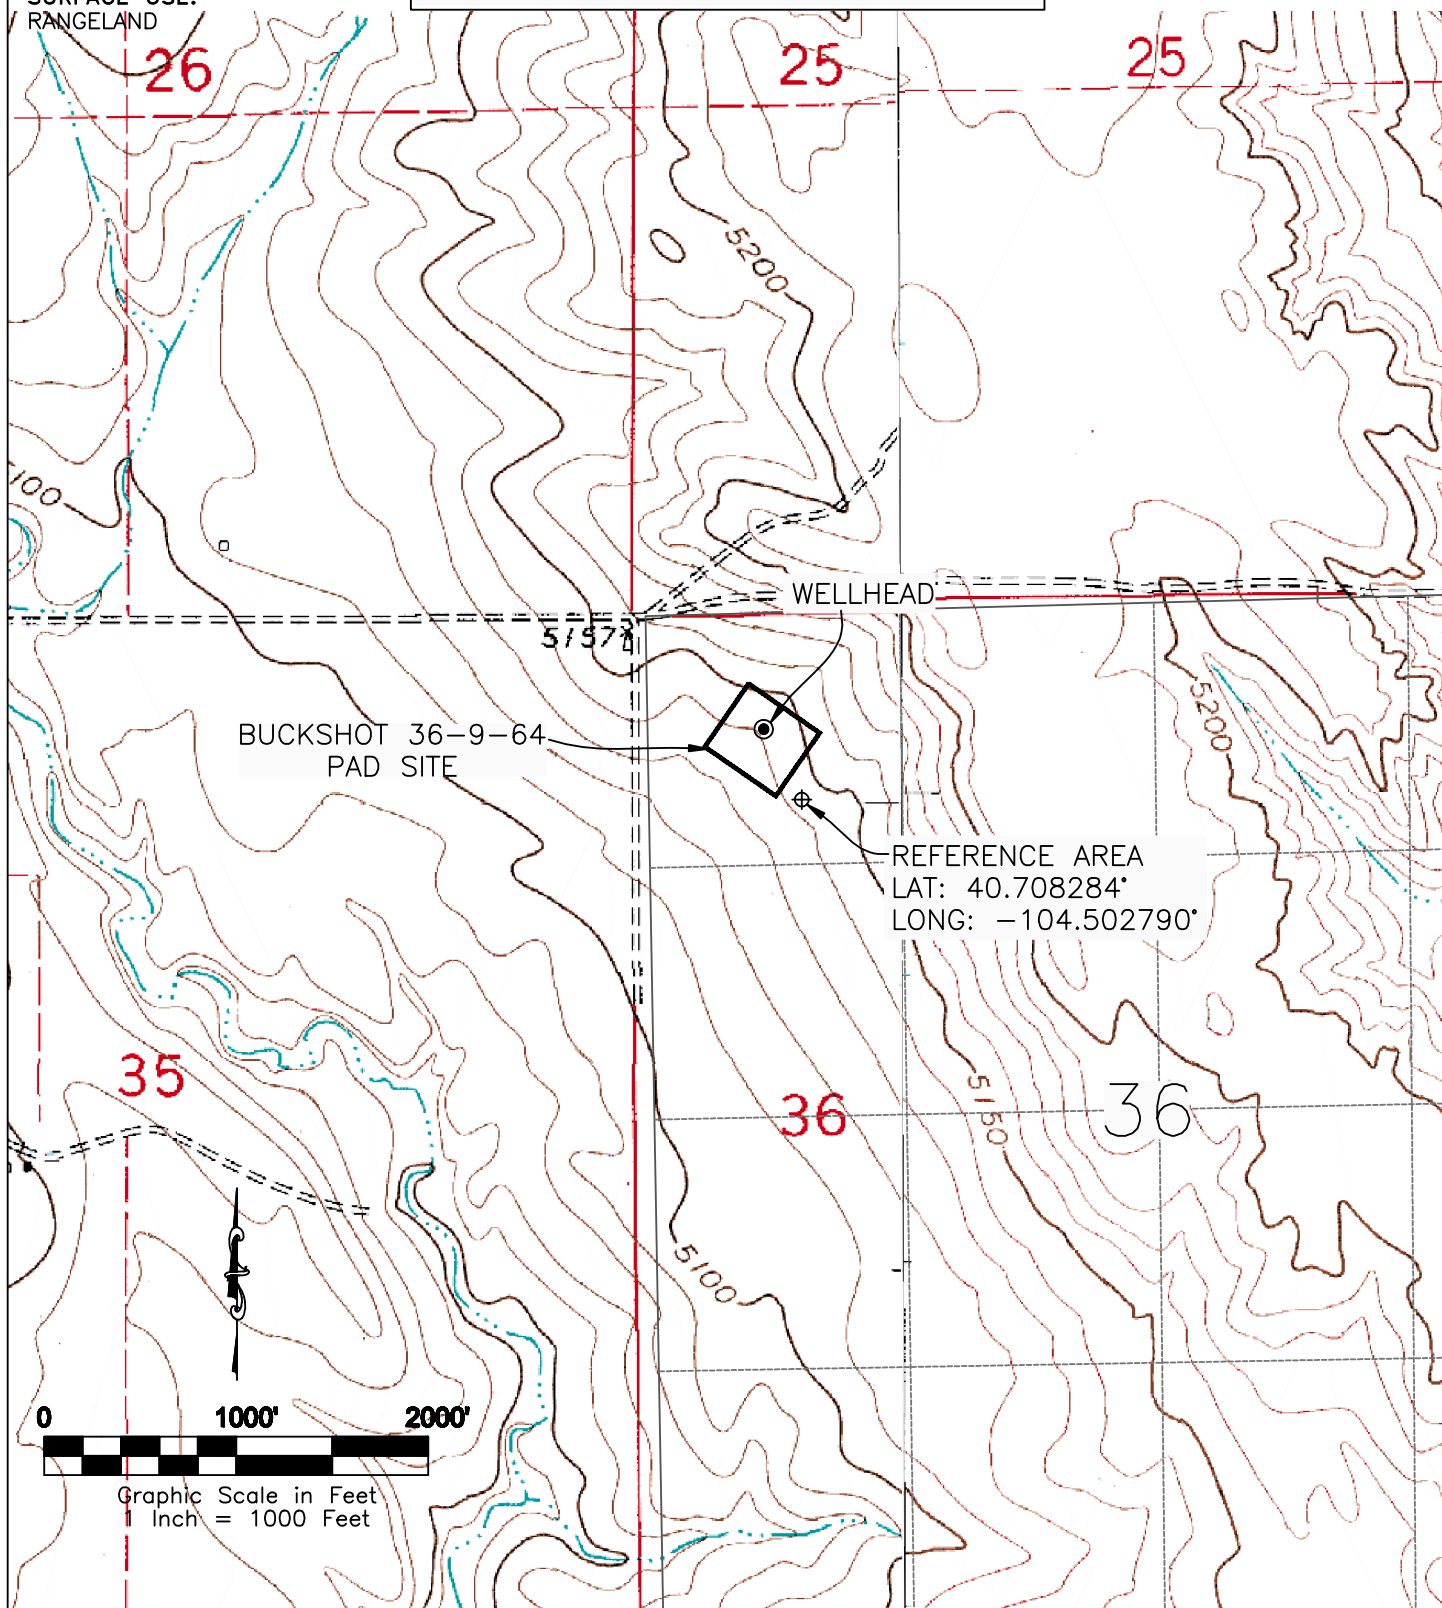 RANGELAND
26
25
25
5200
100
WELLHEAD
5157
BUCKSHOT 36-9-64
PAD SITE
5200
REFERENCE AREA
LAT: 40.708284°
LONG: -104.502790°
35
36
36
5150
5100
0 1000' 2000'
Graphic Scale in Feet
1 Inch = 1000 Feet